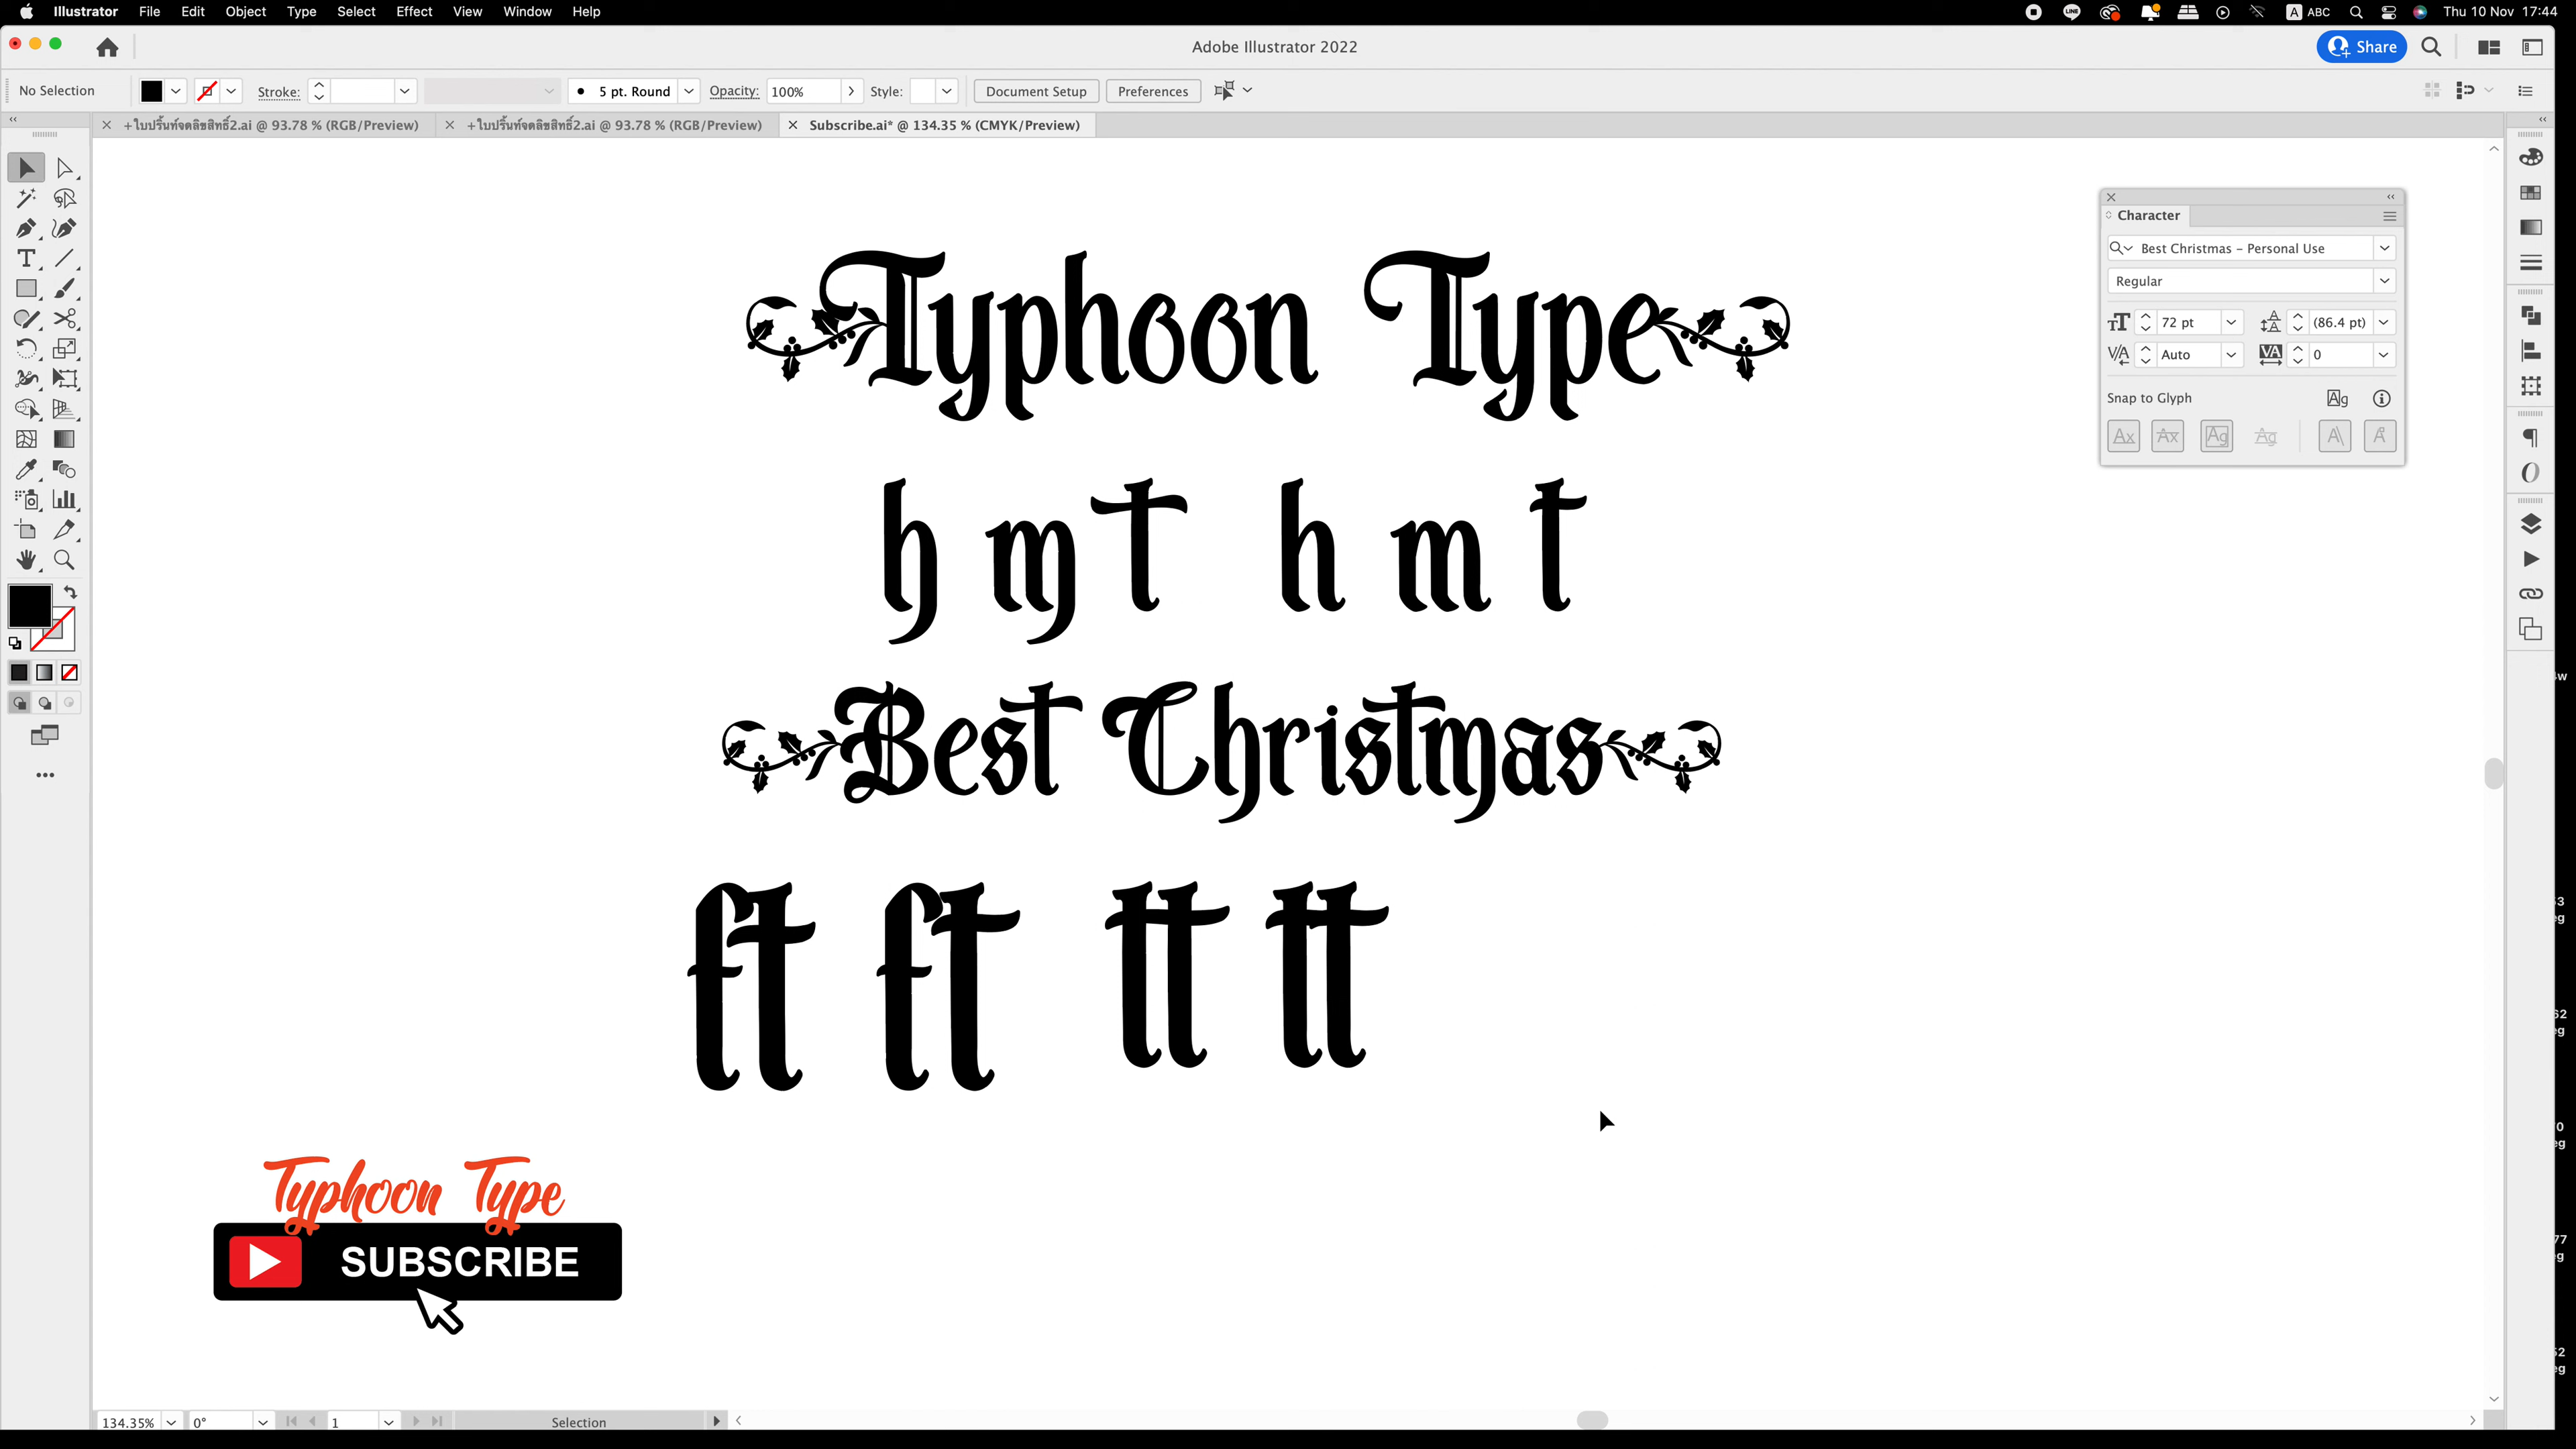 Illustrator File Edit Object Type Select Effect View Window Help
A ABC Thu 10 Nov 17:44
Adobe Illustrator 2022
Share
No Selection Stroke: 5 pt. Round Opacity: 100% Style: Document Setup Preferences
+ใบปริ้นท์จดลิขสิทธิ์2.ai @ 93.78 % (RGB/Preview) +ใบปริ้นท์จดลิขสิทธิ์2.ai @ 93.78 % (RGB/Preview) Subscribe.ai* @ 134.35 % (CMYK/Preview)
Character
Best Christmas – Personal Use
Regular
72 pt (86.4 pt)
Auto 0
Snap to Glyph
Typhoon Type
h m t h m t
Best Christmas
ft ft tt tt
Typhoon Type
SUBSCRIBE
134.35% 0° 1 Selection